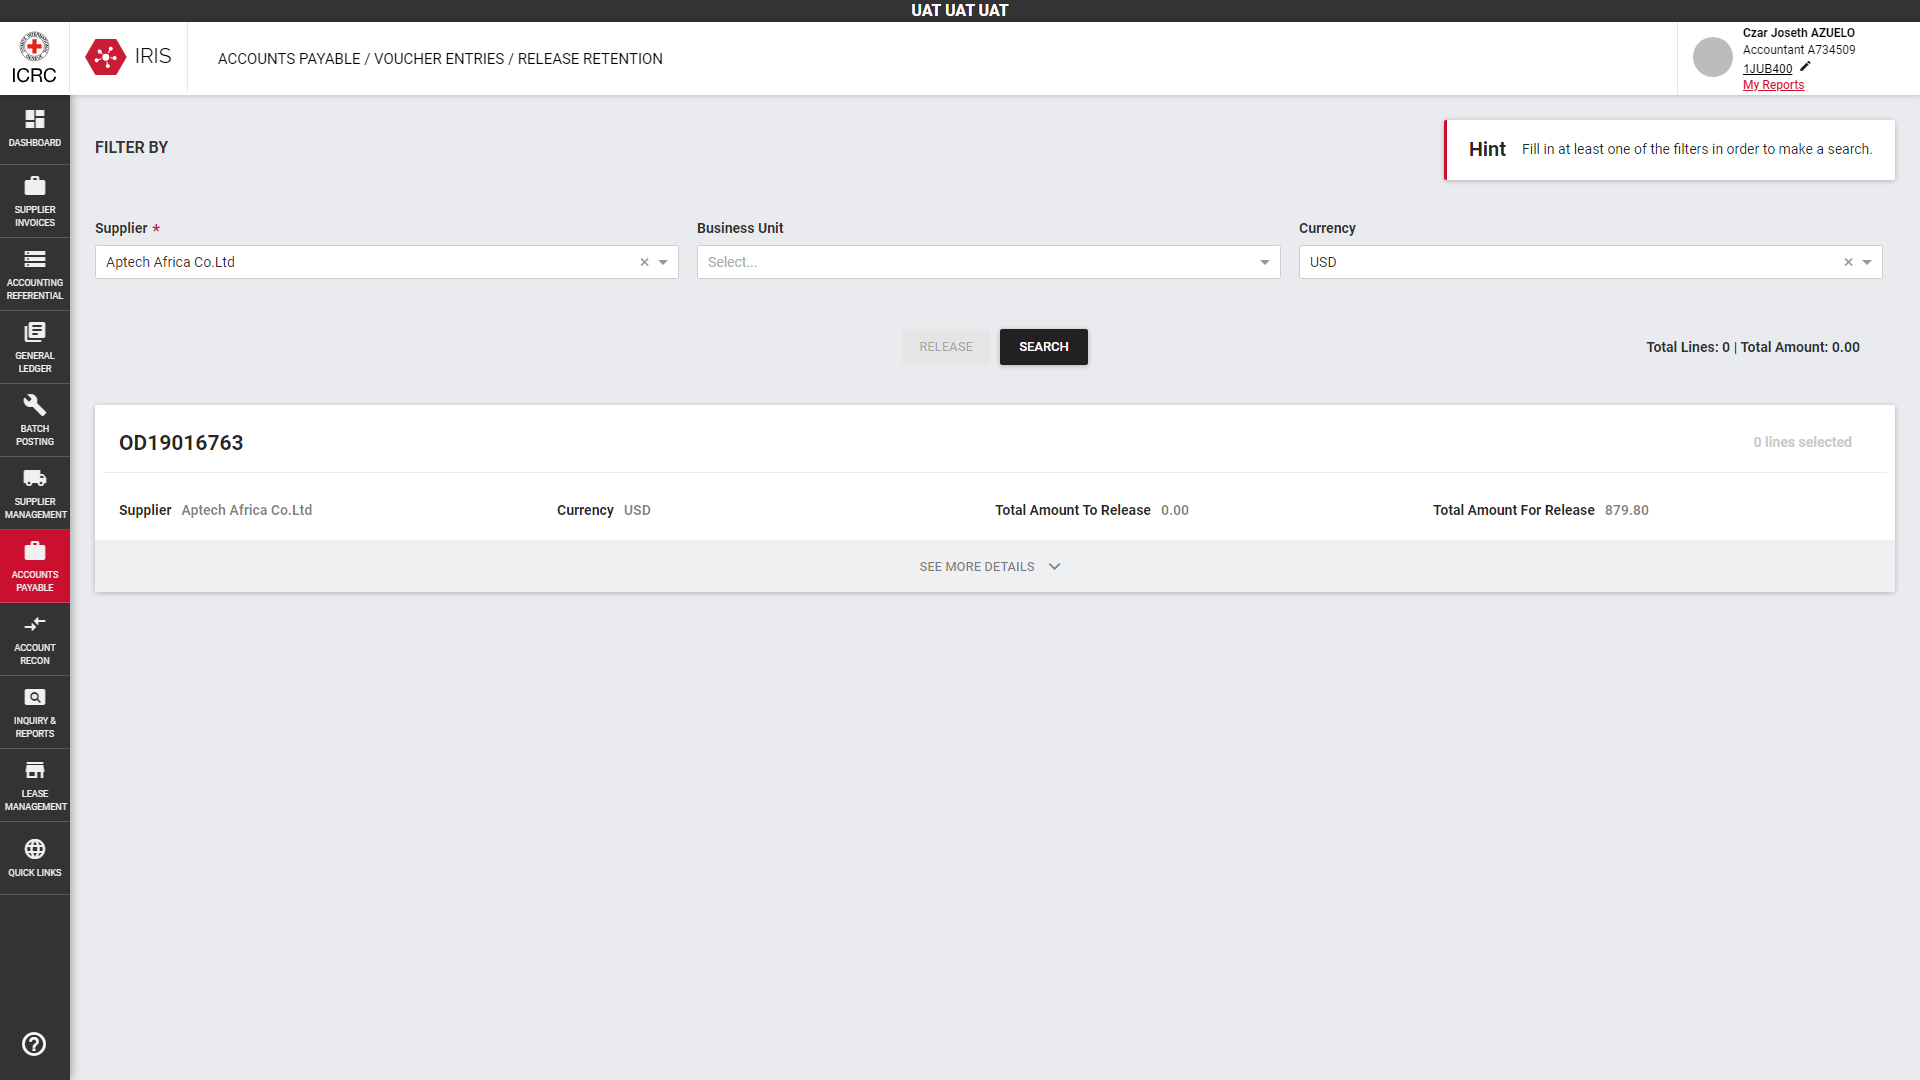 UAT UAT UAT
ICRC
IRIS
ACCOUNTS PAYABLE / VOUCHER ENTRIES / RELEASE RETENTION
Czar Joseth AZUELO
Accountant A734509
1JUB400
My Reports
DASHBOARD
SUPPLIER
INVOICES
ACCOUNTING
REFERENTIAL
GENERAL
LEDGER
BATCH
POSTING
SUPPLIER
MANAGEMENT
ACCOUNTS
PAYABLE
ACCOUNT
RECON
INQUIRY &
REPORTS
LEASE
MANAGEMENT
QUICK LINKS
FILTER BY
Hint Fill in at least one of the filters in order to make a search.
Supplier *
Aptech Africa Co.Ltd
Business Unit
Select...
Currency
USD
RELEASE
SEARCH
Total Lines: 0 | Total Amount: 0.00
OD19016763
0 lines selected
Supplier Aptech Africa Co.Ltd
Currency USD
Total Amount To Release 0.00
Total Amount For Release 879.80
SEE MORE DETAILS